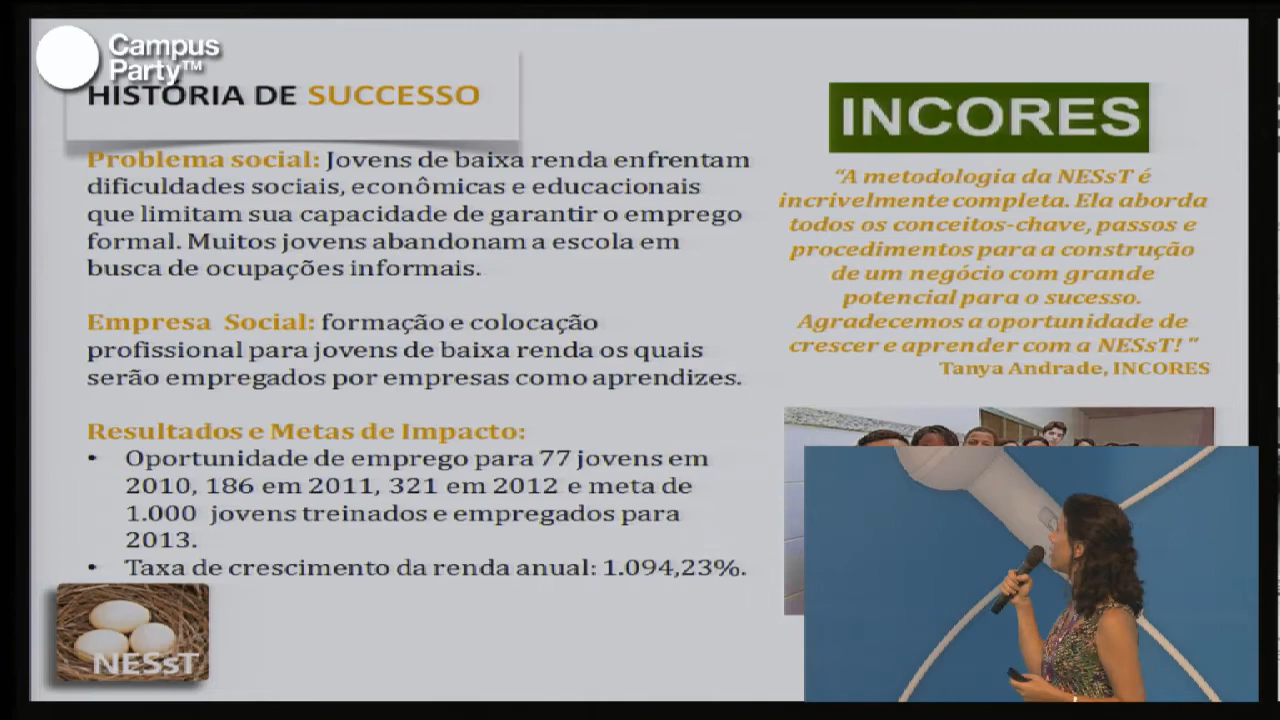 Campus
Party™
HISTÓRIA DE SUCCESSO
Problema social: Jovens de baixa renda enfrentam
dificuldades sociais, econômicas e educacionais
que limitam sua capacidade de garantir o emprego
formal. Muitos jovens abandonam a escola em
busca de ocupações informais.
Empresa Social: formação e colocação
profissional para jovens de baixa renda os quais
serão empregados por empresas como aprendizes.
Resultados e Metas de Impacto:
• Oportunidade de emprego para 77 jovens em
2010, 186 em 2011, 321 em 2012 e meta de
1.000 jovens treinados e empregados para
2013.
• Taxa de crescimento da renda anual: 1.094,23%.
NESsT
INCORES
"A metodologia da NESsT é
incrivelmente completa. Ela aborda
todos os conceitos-chave, passos e
procedimentos para a construção
de um negócio com grande
potencial para o sucesso.
Agradecemos a oportunidade de
crescer e aprender com a NESsT! "
Tanya Andrade, INCORES